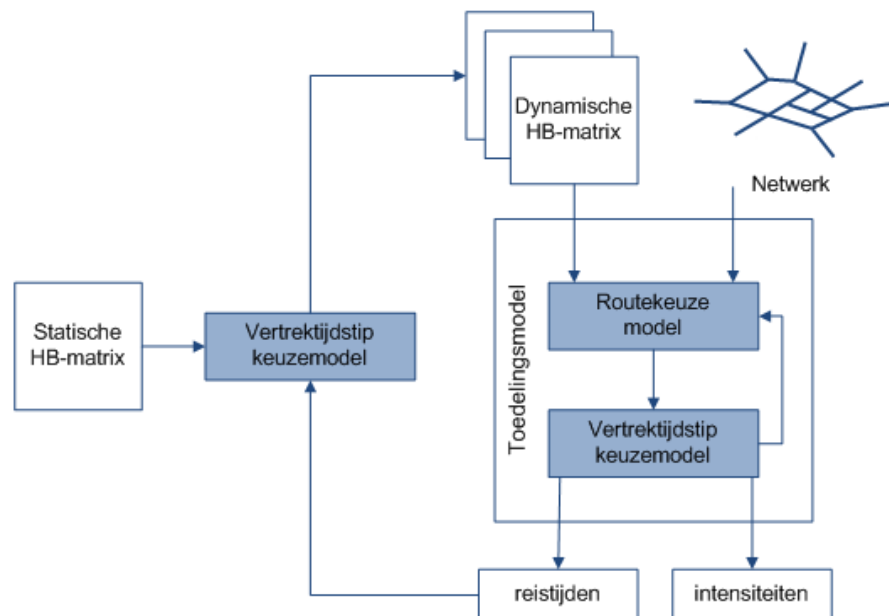 Dynamische
HB-matrix
Netwerk
Toedelingsmodel
Routekeuze
model
Statische
HB-matrix
Vertrektijdstip
keuzemodel
Vertrektijdstip
keuzemodel
reistijden
intensiteiten